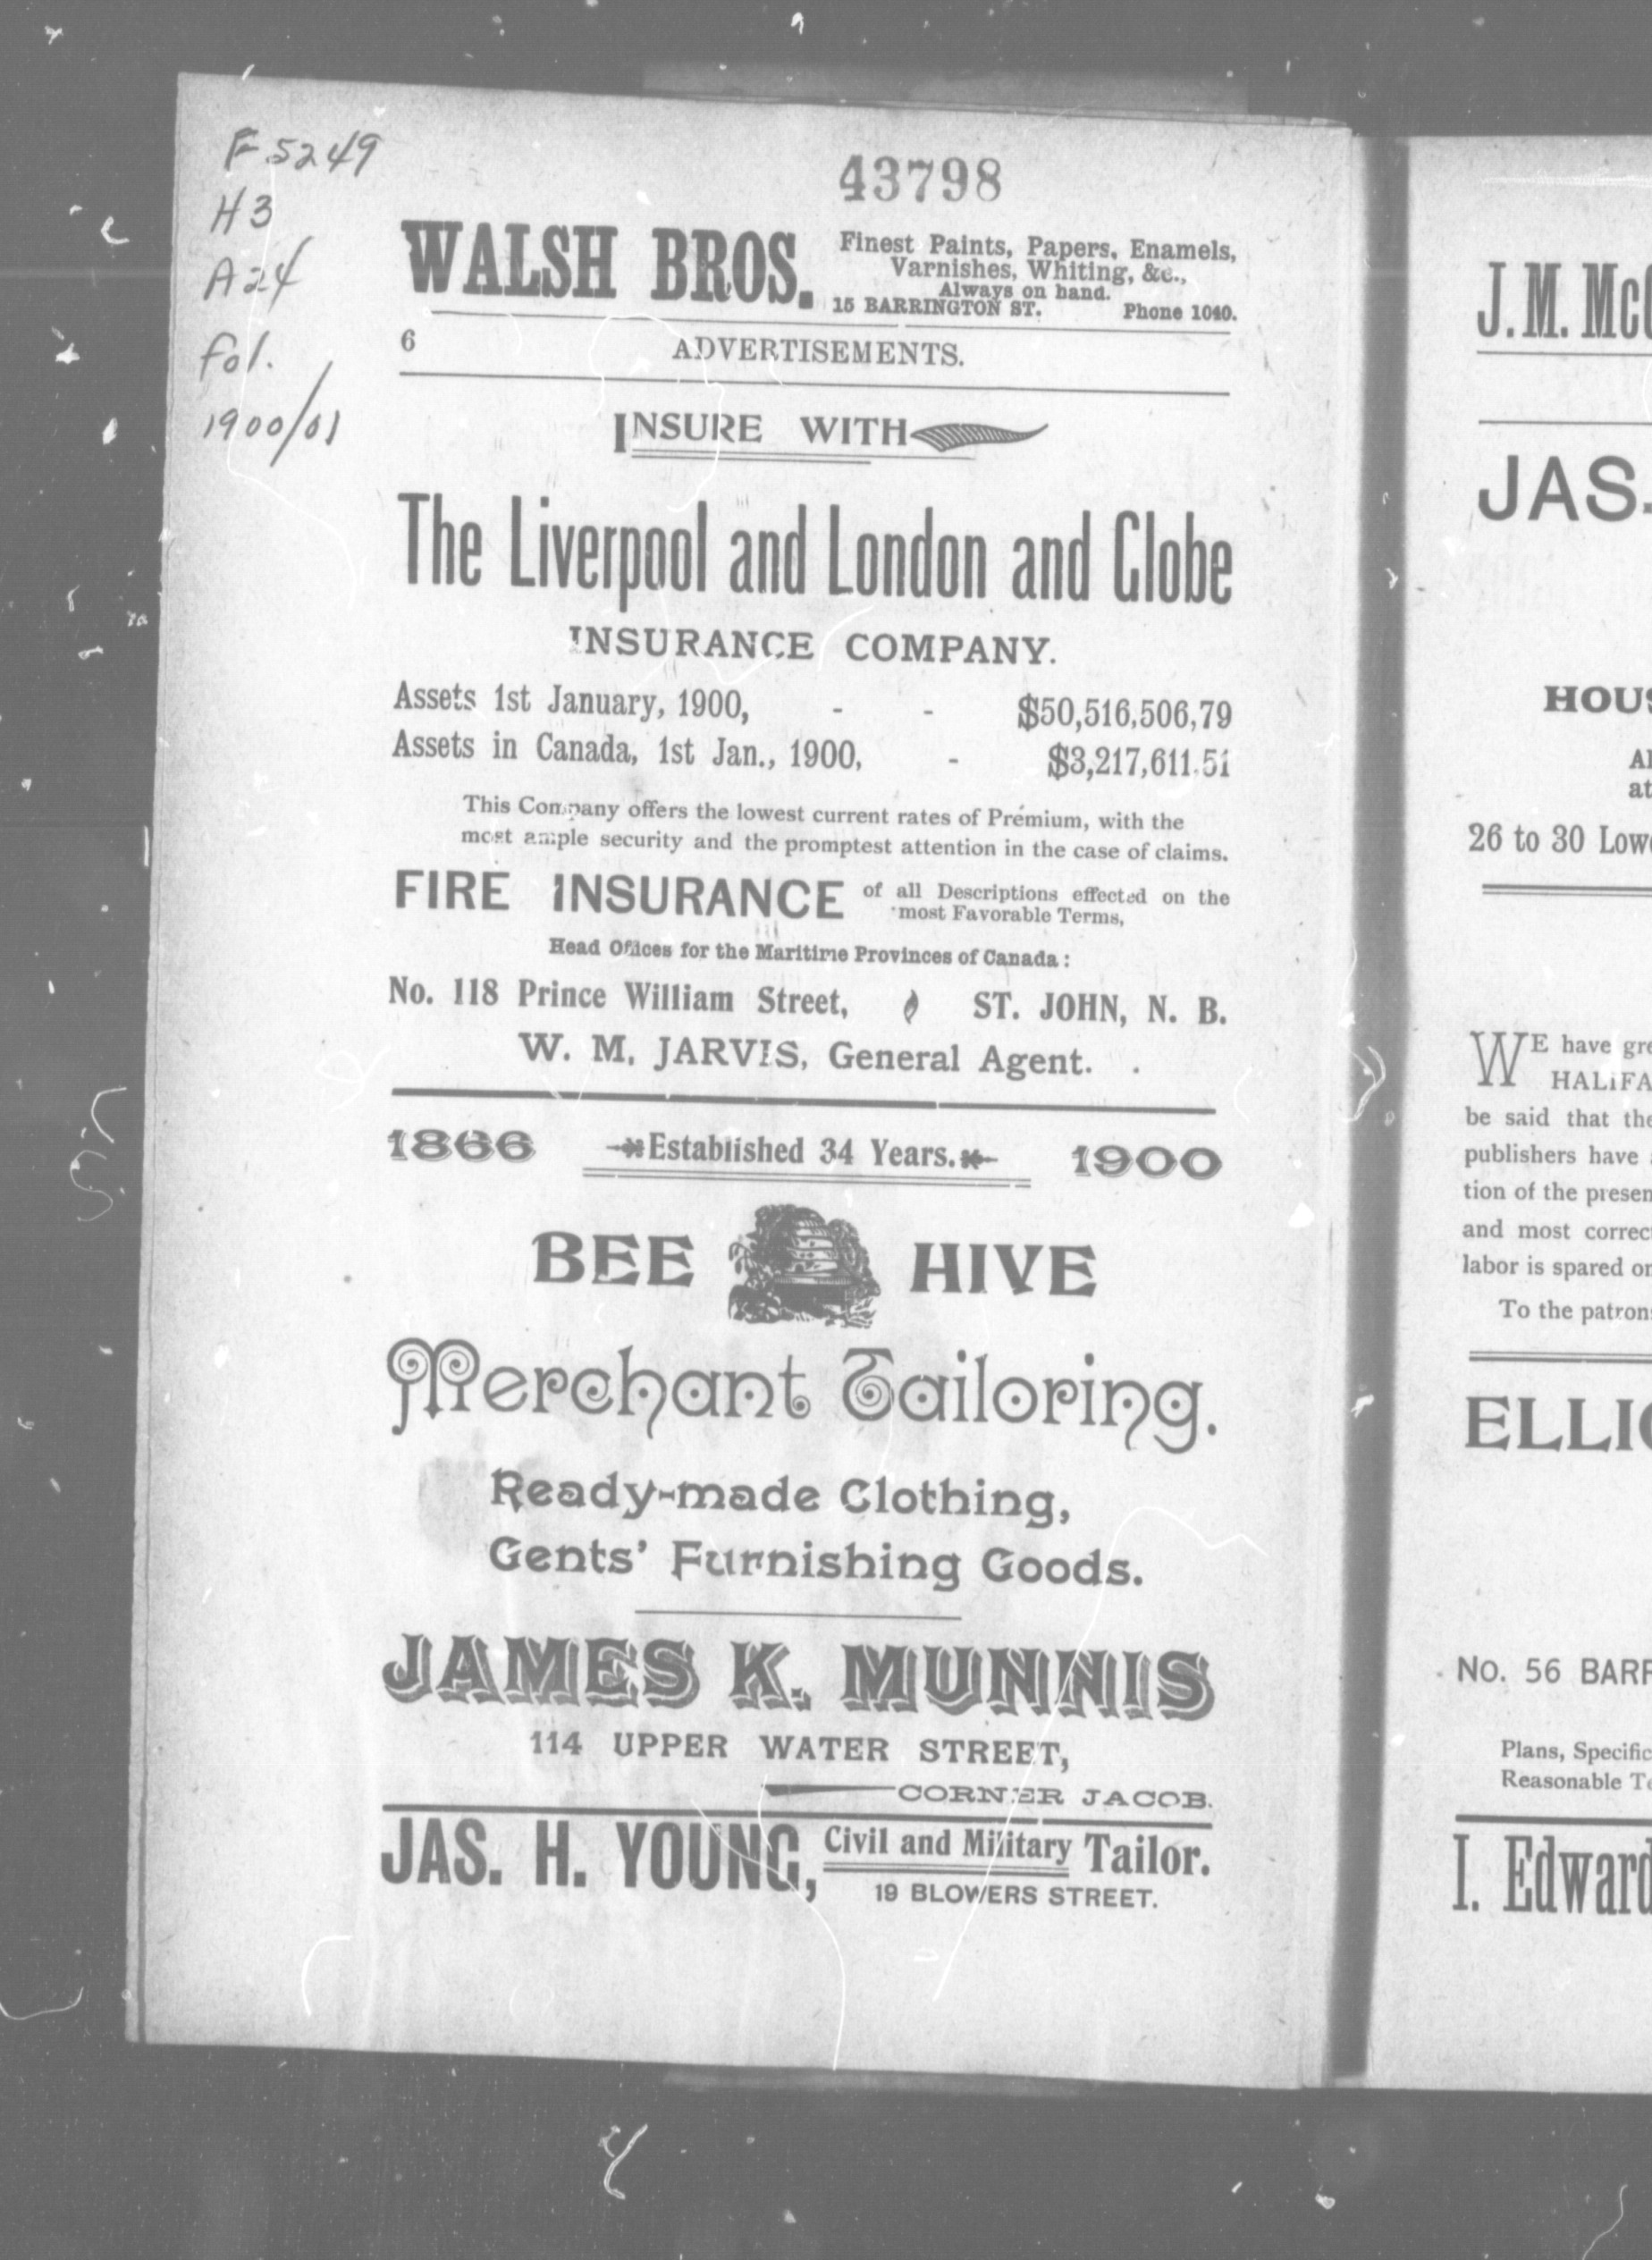 F5249
H3
A24
fol.
1900/01
43798
WALSH BROS. Finest Paints, Papers, Enamels,
Varnishes, Whiting, &c.,
Always on hand.
15 BARRINGTON ST. Phone 1040.
6 ADVERTISEMENTS.
INSURE WITH
The Liverpool and London and Globe
INSURANCE COMPANY.
Assets 1st January, 1900, - - $50,516,506,79
Assets in Canada, 1st Jan., 1900, - $3,217,611.51
This Company offers the lowest current rates of Premium, with the
most ample security and the promptest attention in the case of claims.
FIRE INSURANCE of all Descriptions effected on the
most Favorable Terms,
Head Offices for the Maritime Provinces of Canada:
No. 118 Prince William Street, ST. JOHN, N. B.
W. M. JARVIS, General Agent.
1866 Established 34 Years. 1900
BEE HIVE
Merchant Tailoring.
Ready-made Clothing,
Gents' Furnishing Goods.
JAMES K. MUNNIS
114 UPPER WATER STREET,
CORNER JACOB.
JAS. H. YOUNG, Civil and Military Tailor.
19 BLOWERS STREET.
J. M. McC
JAS.
HOUS
Al
at
26 to 30 Lowe
WE have gre
HALIFA
be said that the
publishers have
tion of the presen
and most correc
labor is spared or
To the patron
ELLIO
No. 56 BARR
Plans, Specific
Reasonable Te
I. Edward